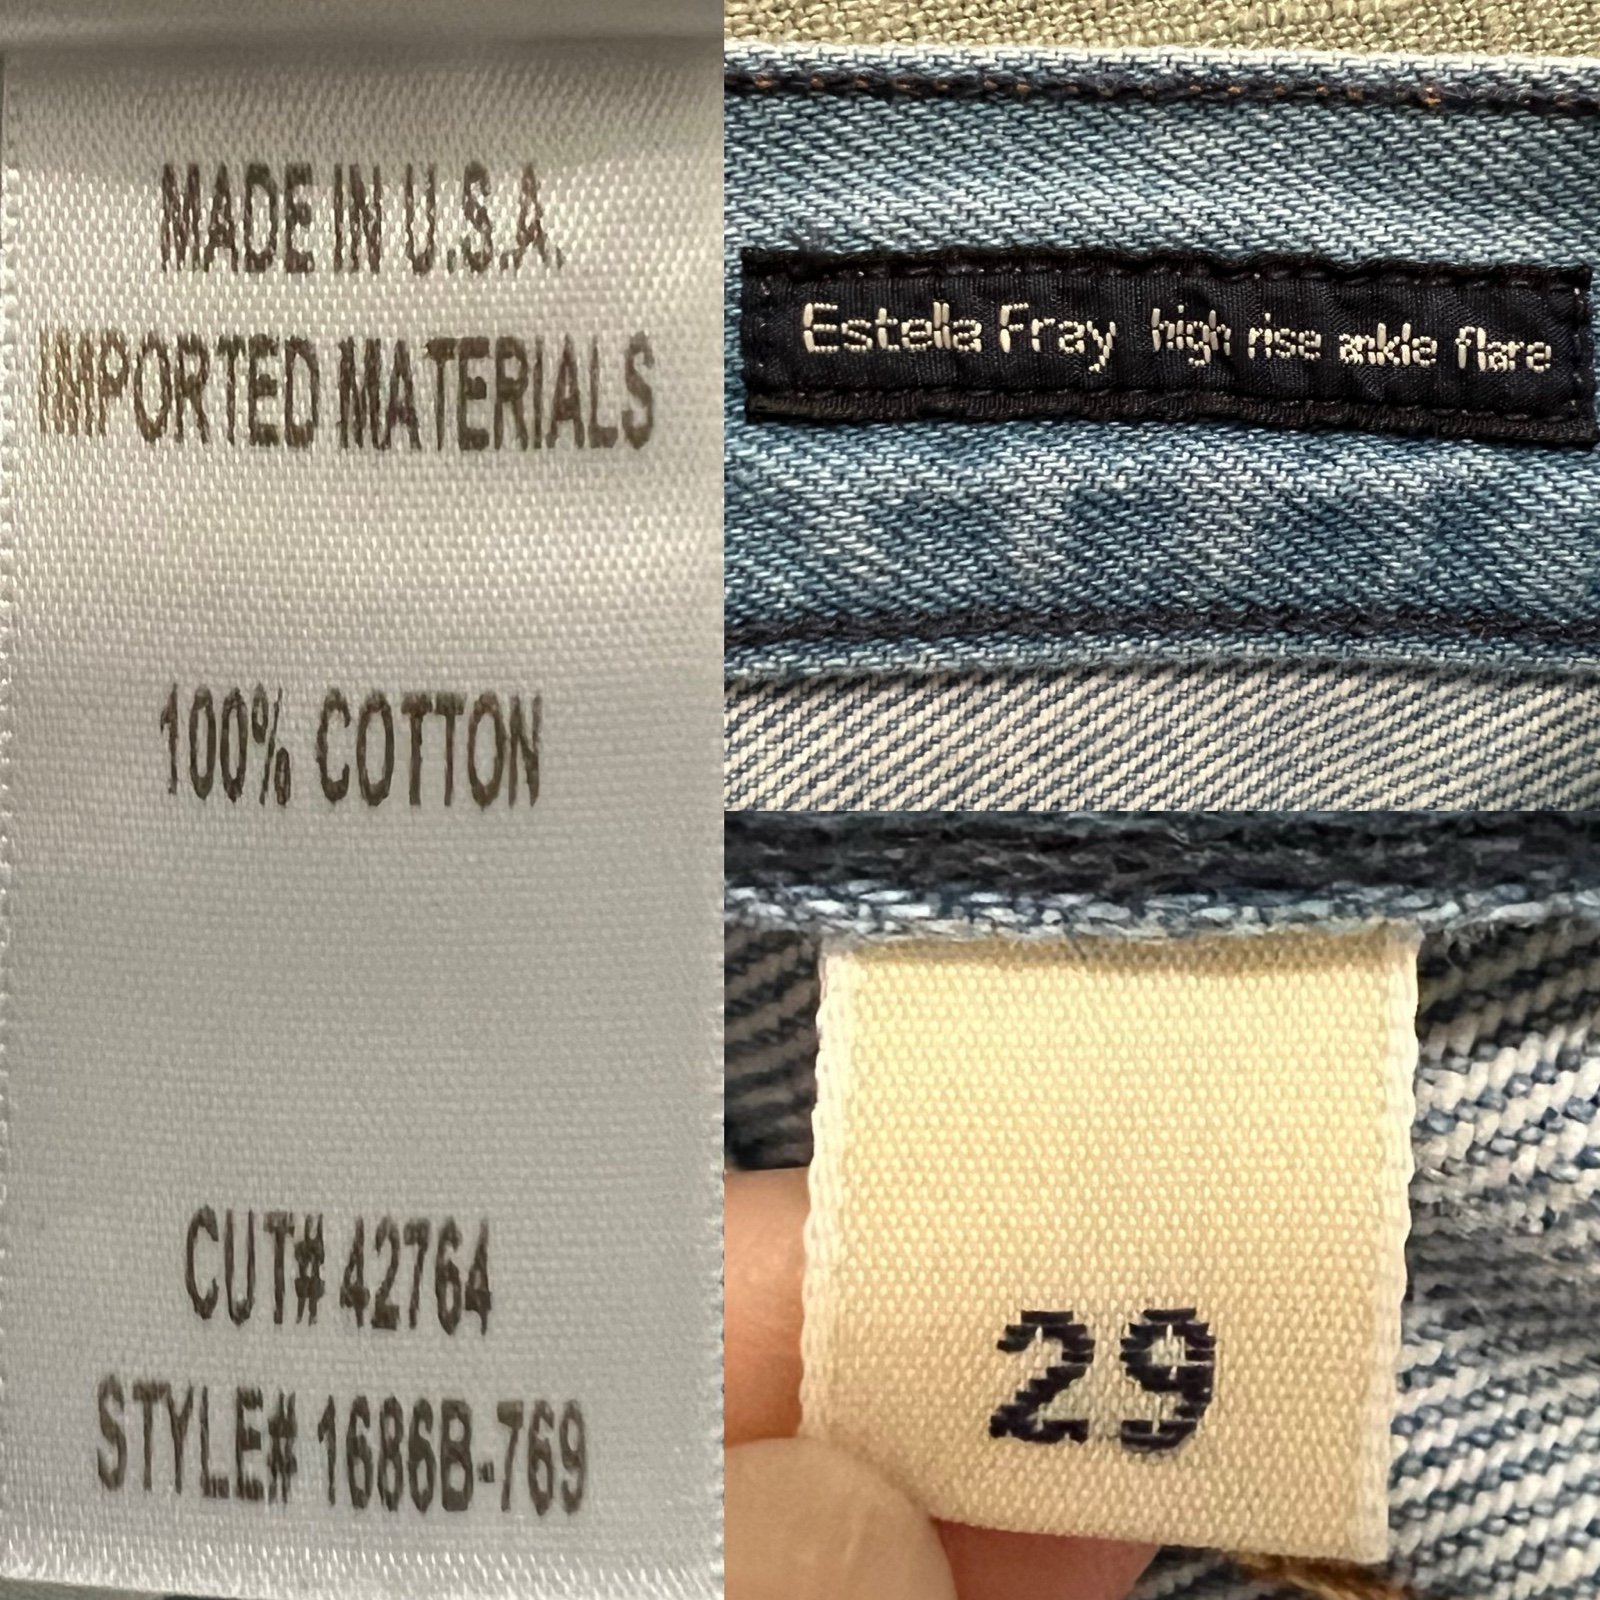 MADE IN U.S.A.
IMPORTED MATERIALS
100% COTTON
CUT# 42764
STYLE# 1686B-769
Estella Fray high rise ankle flare
29